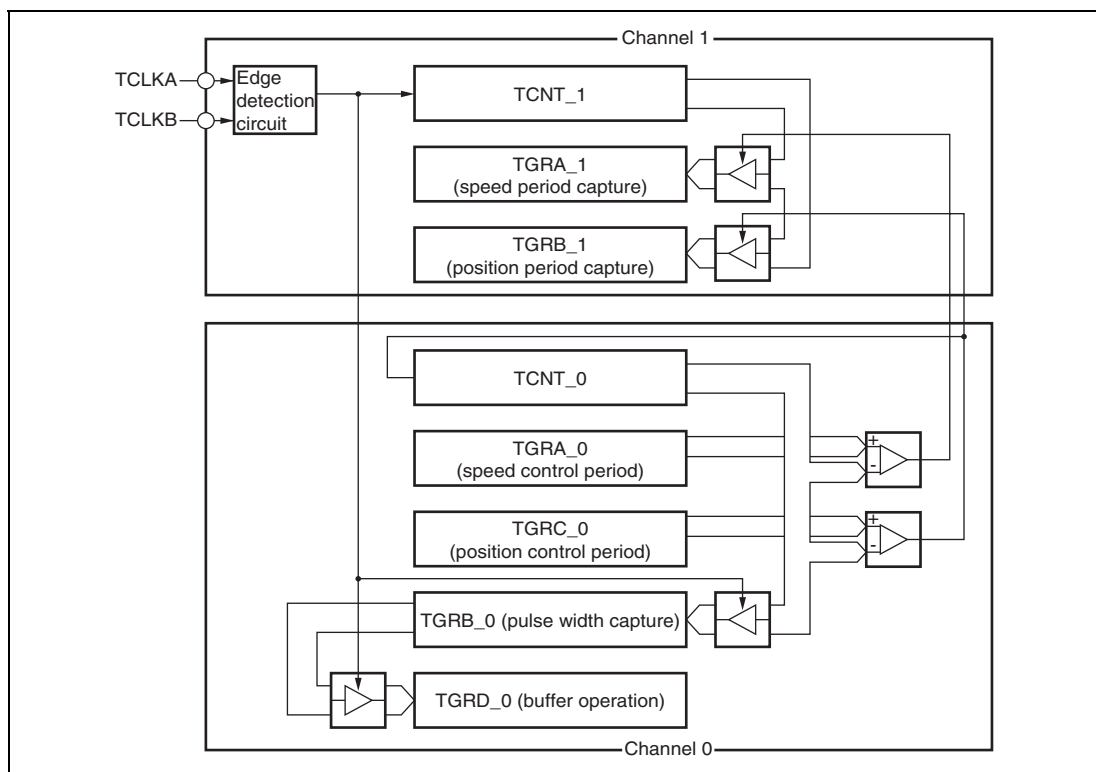 Channel 1
TCLKA
TCLKB
Edge
detection
circuit
TCNT_1
TGRA_1
(speed period capture)
TGRB_1
(position period capture)
TCNT_0
TGRA_0
(speed control period)
+
-
TGRC_0
(position control period)
+
-
TGRB_0 (pulse width capture)
TGRD_0 (buffer operation)
Channel 0